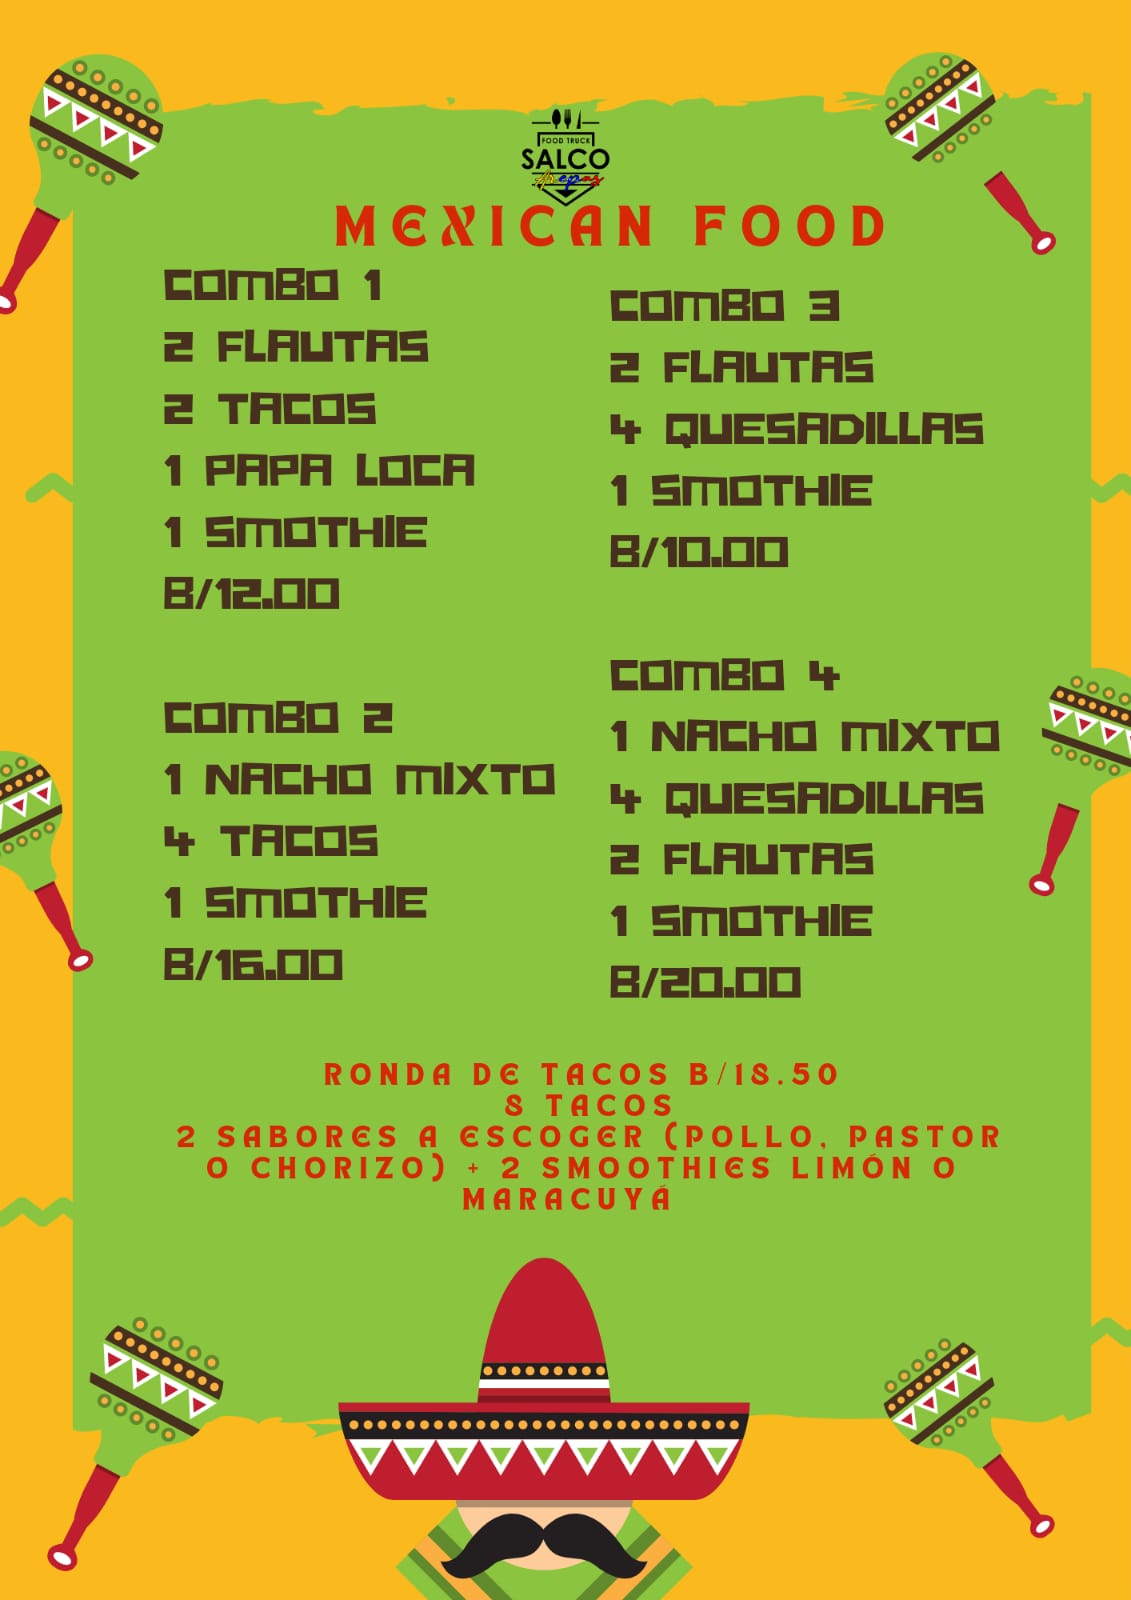 FOOD TRUCK
SALCO
Arepas
MEXICAN FOOD
COMBO 1
2 FLAUTAS
2 TACOS
1 PAPA LOCA
1 SMOTHIE
B/12.00
COMBO 2
1 NACHO MIXTO
4 TACOS
1 SMOTHIE
B/16.00
COMBO 3
2 FLAUTAS
4 QUESADILLAS
1 SMOTHIE
B/10.00
COMBO 4
1 NACHO MIXTO
4 QUESADILLAS
2 FLAUTAS
1 SMOTHIE
B/20.00
RONDA DE TACOS B/18.50
8 TACOS
2 SABORES A ESCOGER (POLLO, PASTOR
O CHORIZO) + 2 SMOOTHIES LIMÓN O
MARACUYÁ